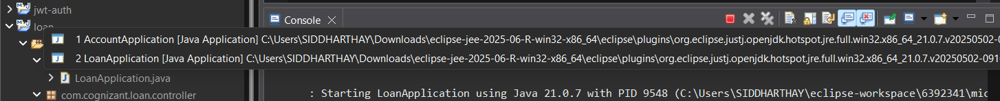 jwt-auth
Console
loan
1 AccountApplication [Java Application] C:\Users\SIDDHARTHAY\Downloads\eclipse-jee-2025-06-R-win32-x86_64\eclipse\plugins\org.eclipse.justj.openjdk.hotspot.jre.full.win32.x86_64_21.0.7.v20250502-0
2 LoanApplication [Java Application] C:\Users\SIDDHARTHAY\Downloads\eclipse-jee-2025-06-R-win32-x86_64\eclipse\plugins\org.eclipse.justj.openjdk.hotspot.jre.full.win32.x86_64_21.0.7.v20250502-091
LoanApplication.java
com.cognizant.loan.controller
: Starting LoanApplication using Java 21.0.7 with PID 9548 (C:\Users\SIDDHARTHAY\eclipse-workspace\6392341\mic